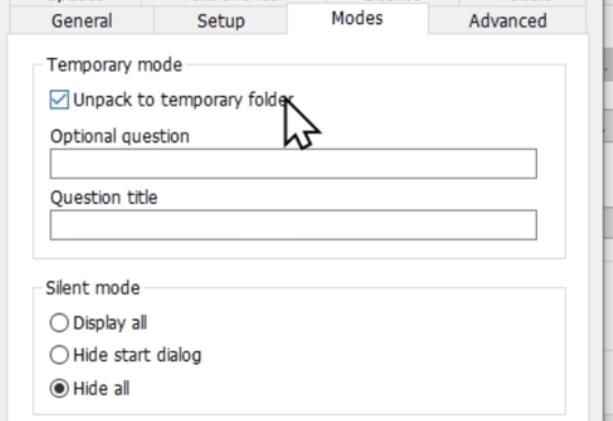 General Setup Modes Advanced
Temporary mode
Unpack to temporary folder
Optional question
Question title
Silent mode
Display all
Hide start dialog
Hide all